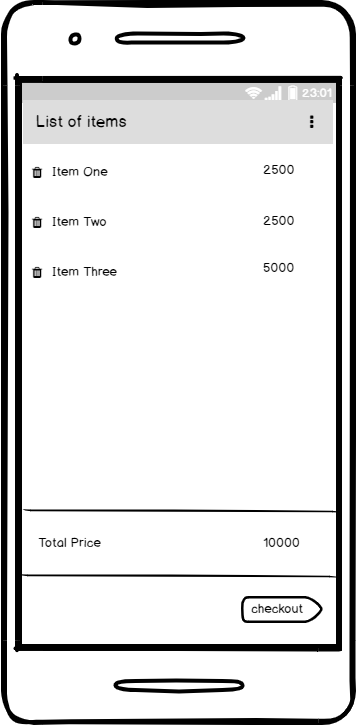 23:01
List of items
Item One 2500
Item Two 2500
Item Three 5000
Total Price 10000
checkout